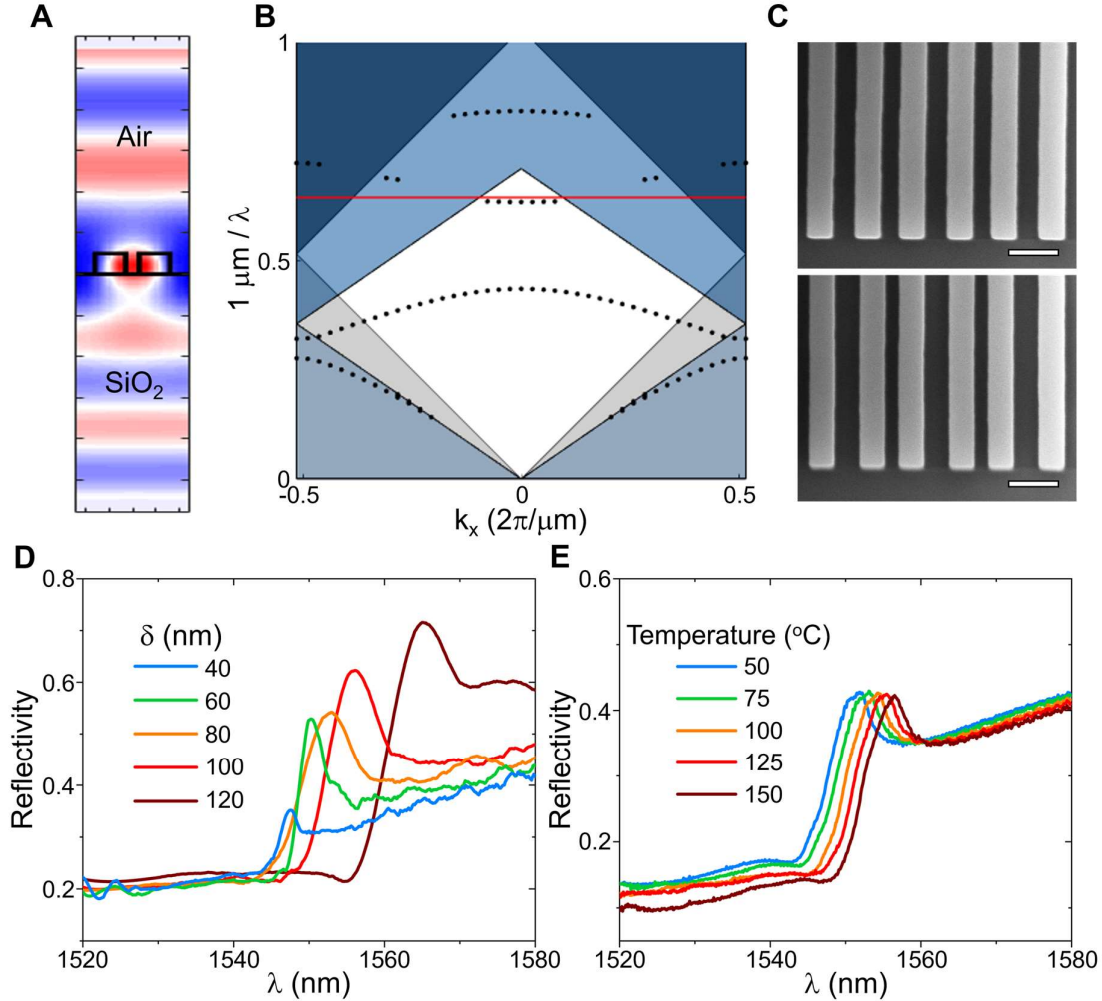 A
Air
SiO2
B
1
0.5
0
-0.5
0
0.5
1 μm / λ
kx (2π/μm)
C
D
0.8
0.6
0.4
0.2
1520
1540
1560
1580
Reflectivity
λ (nm)
δ (nm)
40
60
80
100
120
E
0.6
0.4
0.2
1520
1540
1560
1580
Reflectivity
λ (nm)
Temperature (°C)
50
75
100
125
150